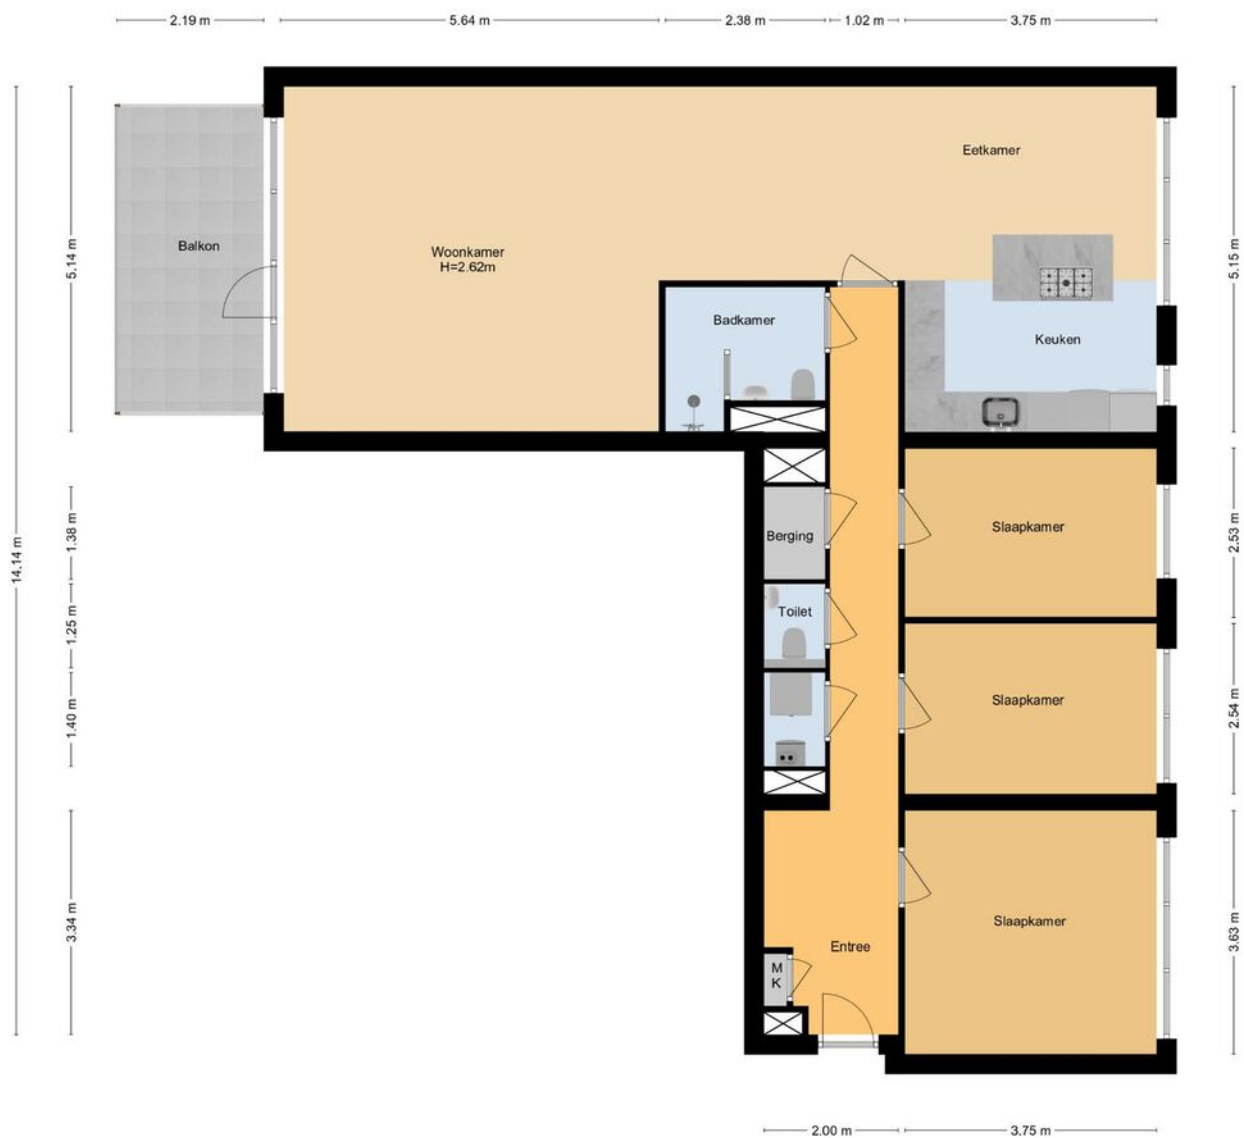 2.19 m
5.64 m
2.38 m
1.02 m
3.75 m
Eetkamer
Balkon
Woonkamer
H=2.62m
5.14 m
5.15 m
Badkamer
Keuken
14.14 m
1.38 m
Berging
Slaapkamer
2.53 m
1.25 m
Toilet
1.40 m
Slaapkamer
2.54 m
3.34 m
Entree
Slaapkamer
3.63 m
M
K
2.00 m
3.75 m